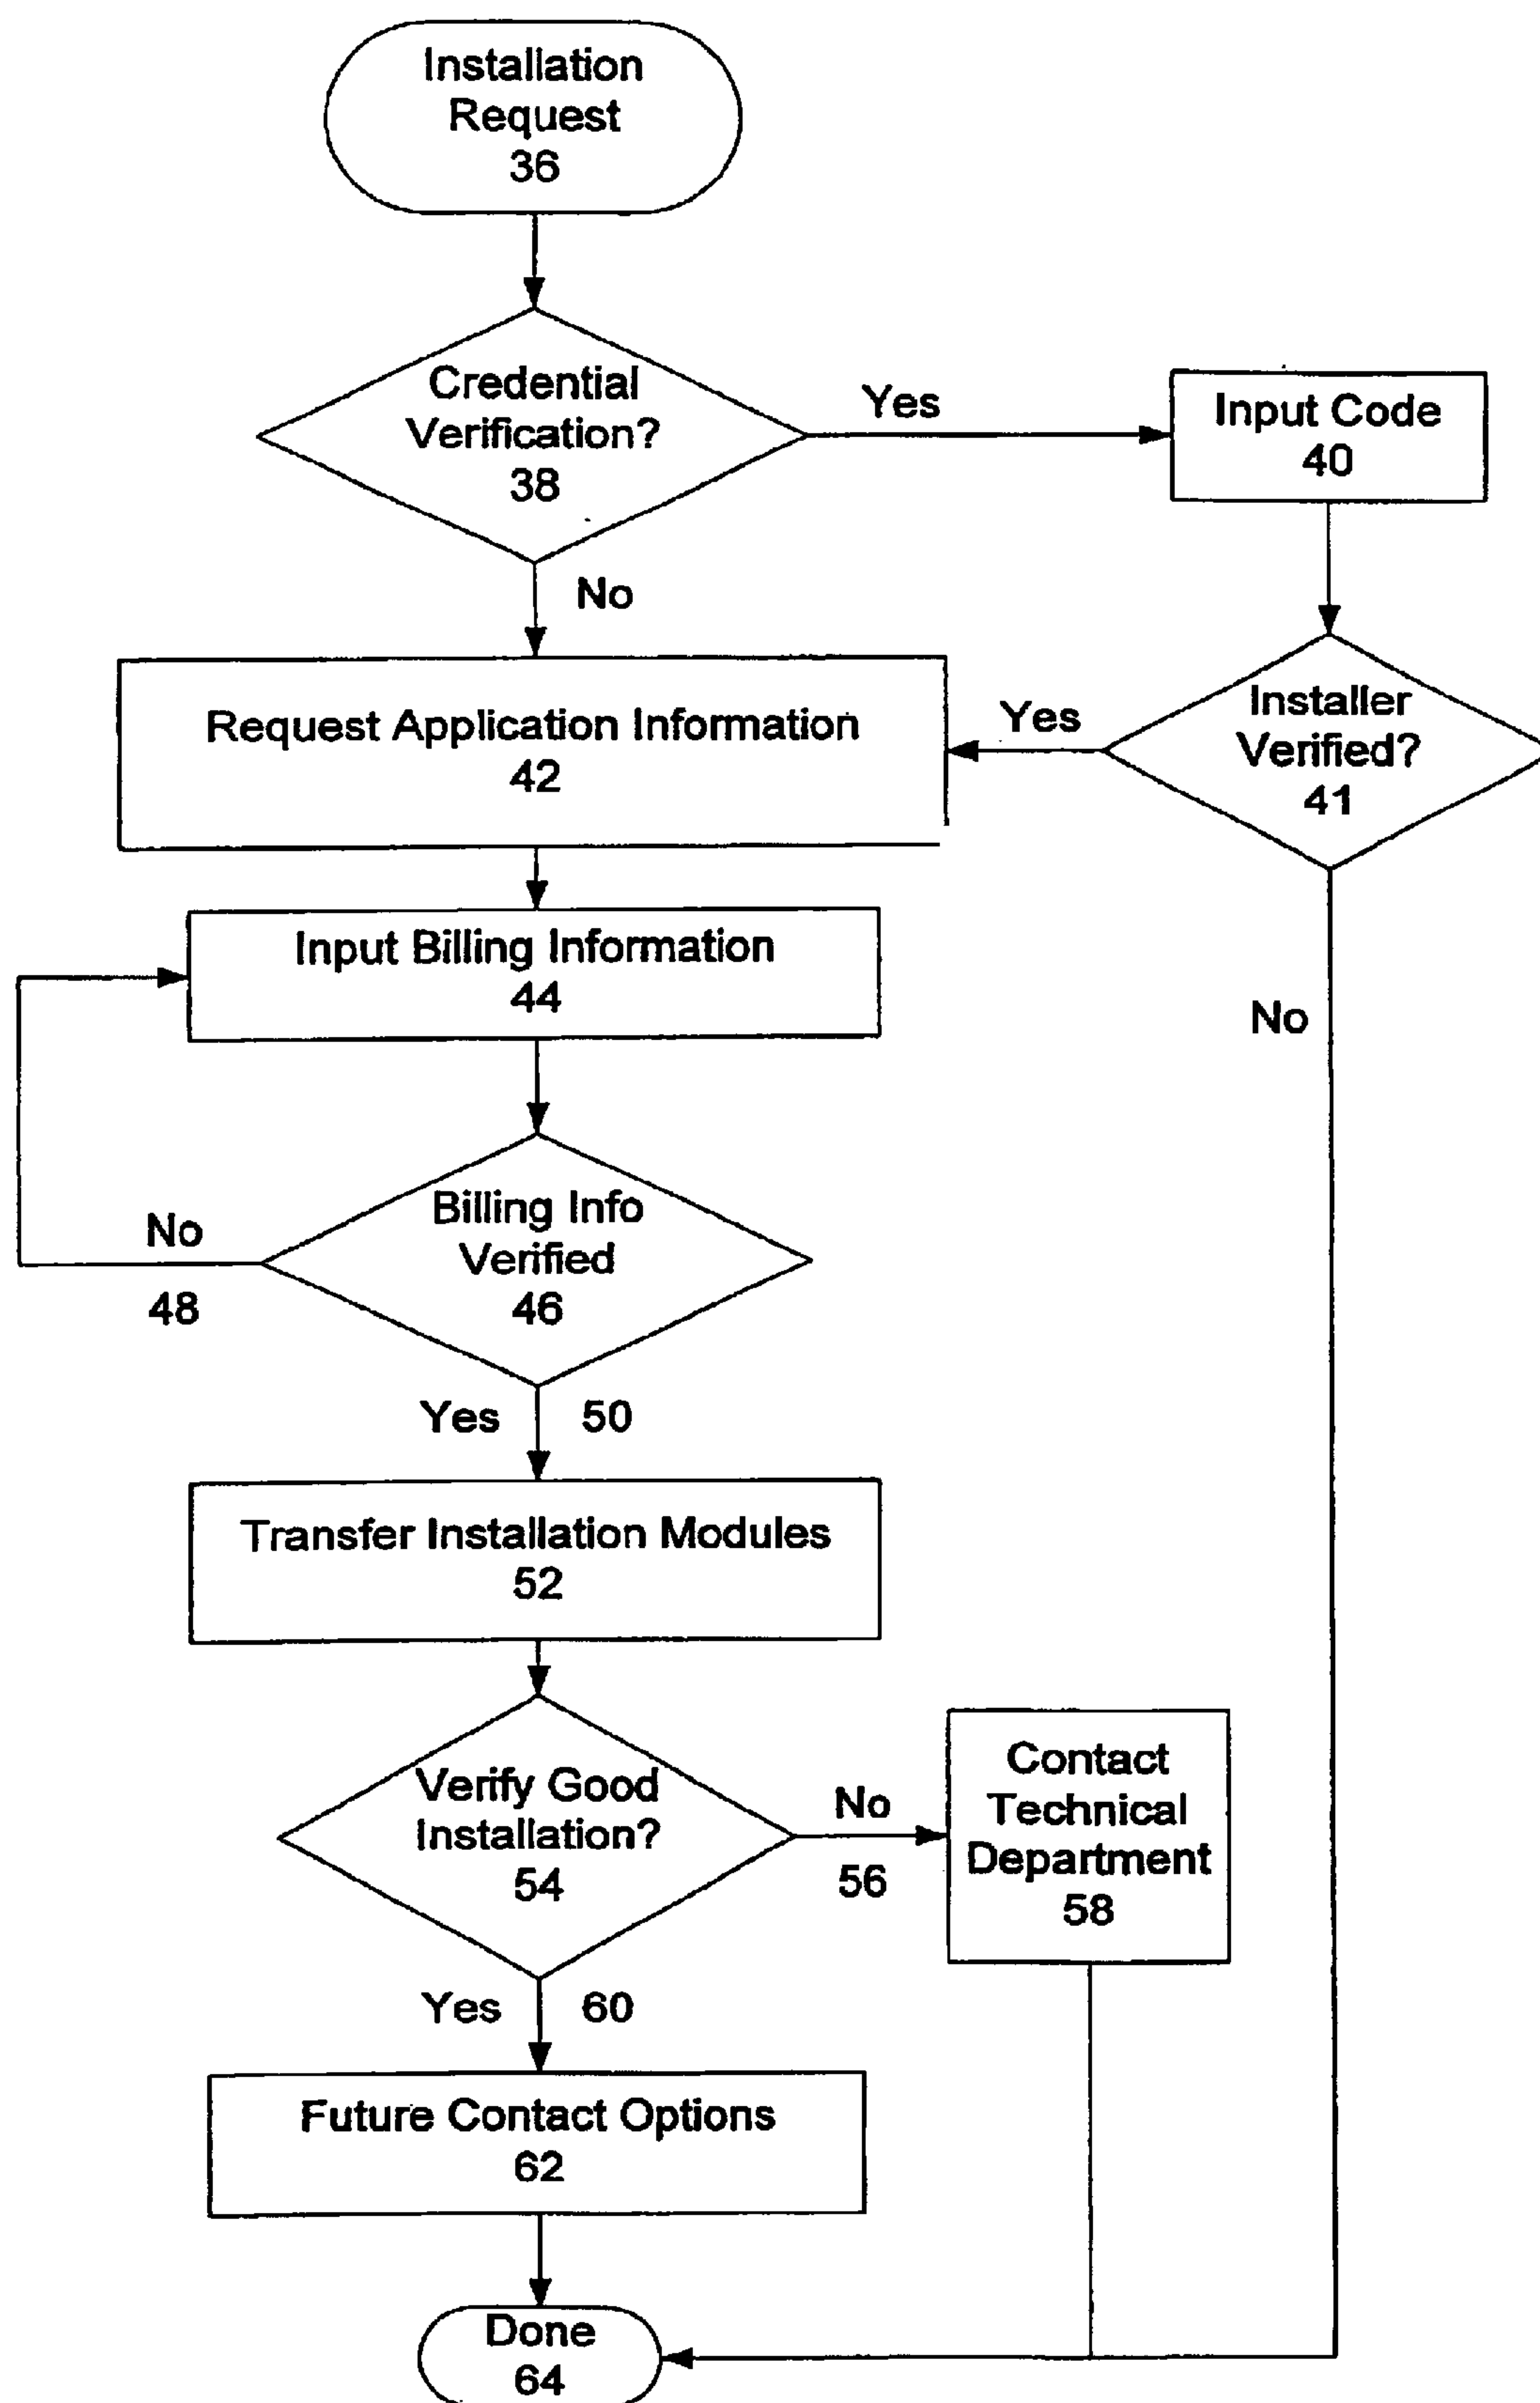 Installation
Request
36
Credential
Verification?
38
Yes
Input Code
40
No
Request Application Information
42
Yes
Installer
Verified?
41
Input Billing Information
44
No
Billing Info
Verified
46
No
48
Yes 50
Transfer Installation Modules
52
Verify Good
Installation?
54
No
56
Contact
Technical
Department
58
Yes 60
Future Contact Options
62
Done
64